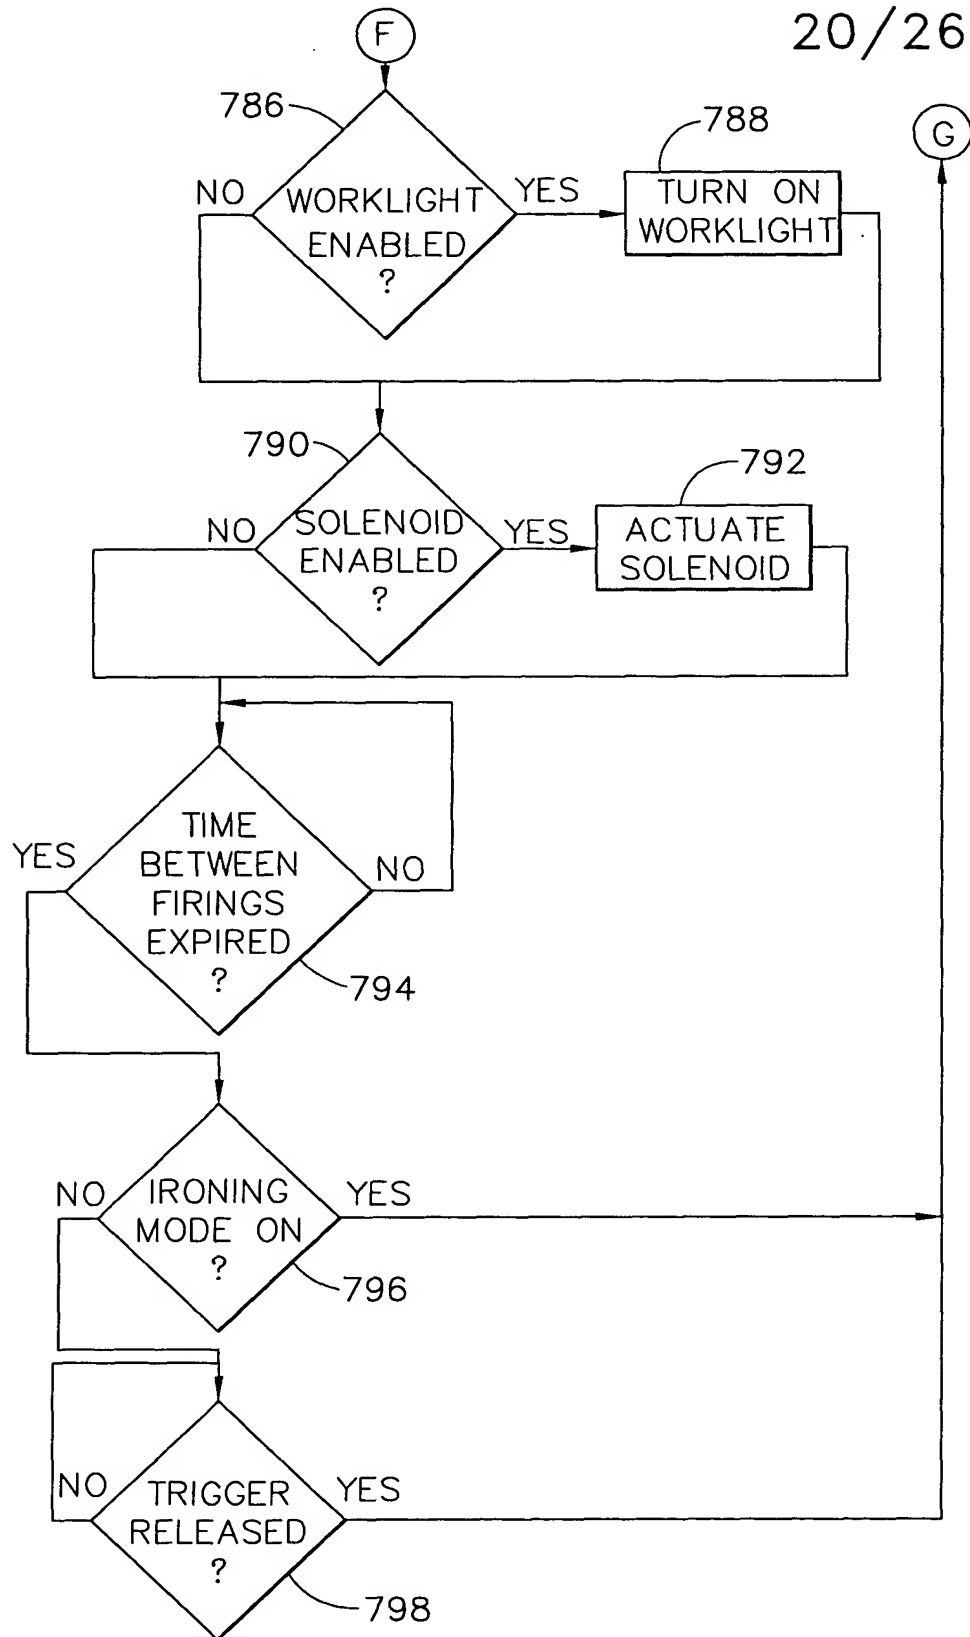 20/26
F
G
786
788
NO
WORKLIGHT
ENABLED
?
YES
TURN ON
WORKLIGHT
790
792
NO
SOLENOID
ENABLED
?
YES
ACTUATE
SOLENOID
YES
TIME
BETWEEN
FIRINGS
EXPIRED
?
NO
794
NO
IRONING
MODE ON
?
YES
796
NO
TRIGGER
RELEASED
?
YES
798